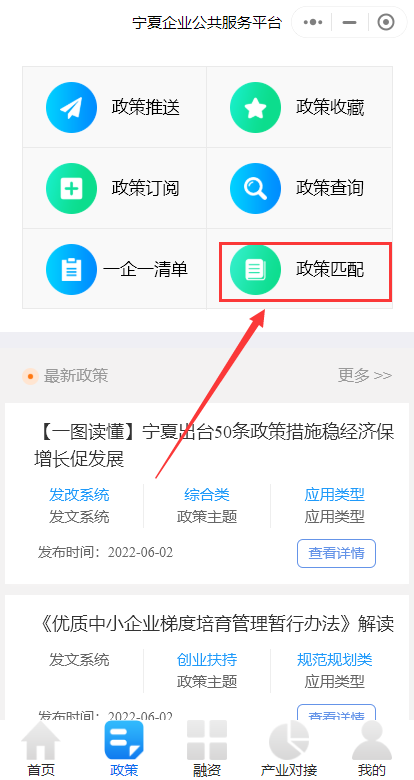 宁夏企业公共服务平台
政策推送
政策收藏
政策订阅
政策查询
一企一清单
政策匹配
最新政策
更多 >>
【一图读懂】宁夏出台50条政策措施稳经济保
增长促发展
发改系统
综合类
应用类型
发文系统
政策主题
应用类型
发布时间：2022-06-02
查看详情
《优质中小企业梯度培育管理暂行办法》解读
发文系统
创业扶持
规范规划类
政策主题
应用类型
发布时间：2022-06-02
查看详情
首页
政策
融资
产业对接
我的